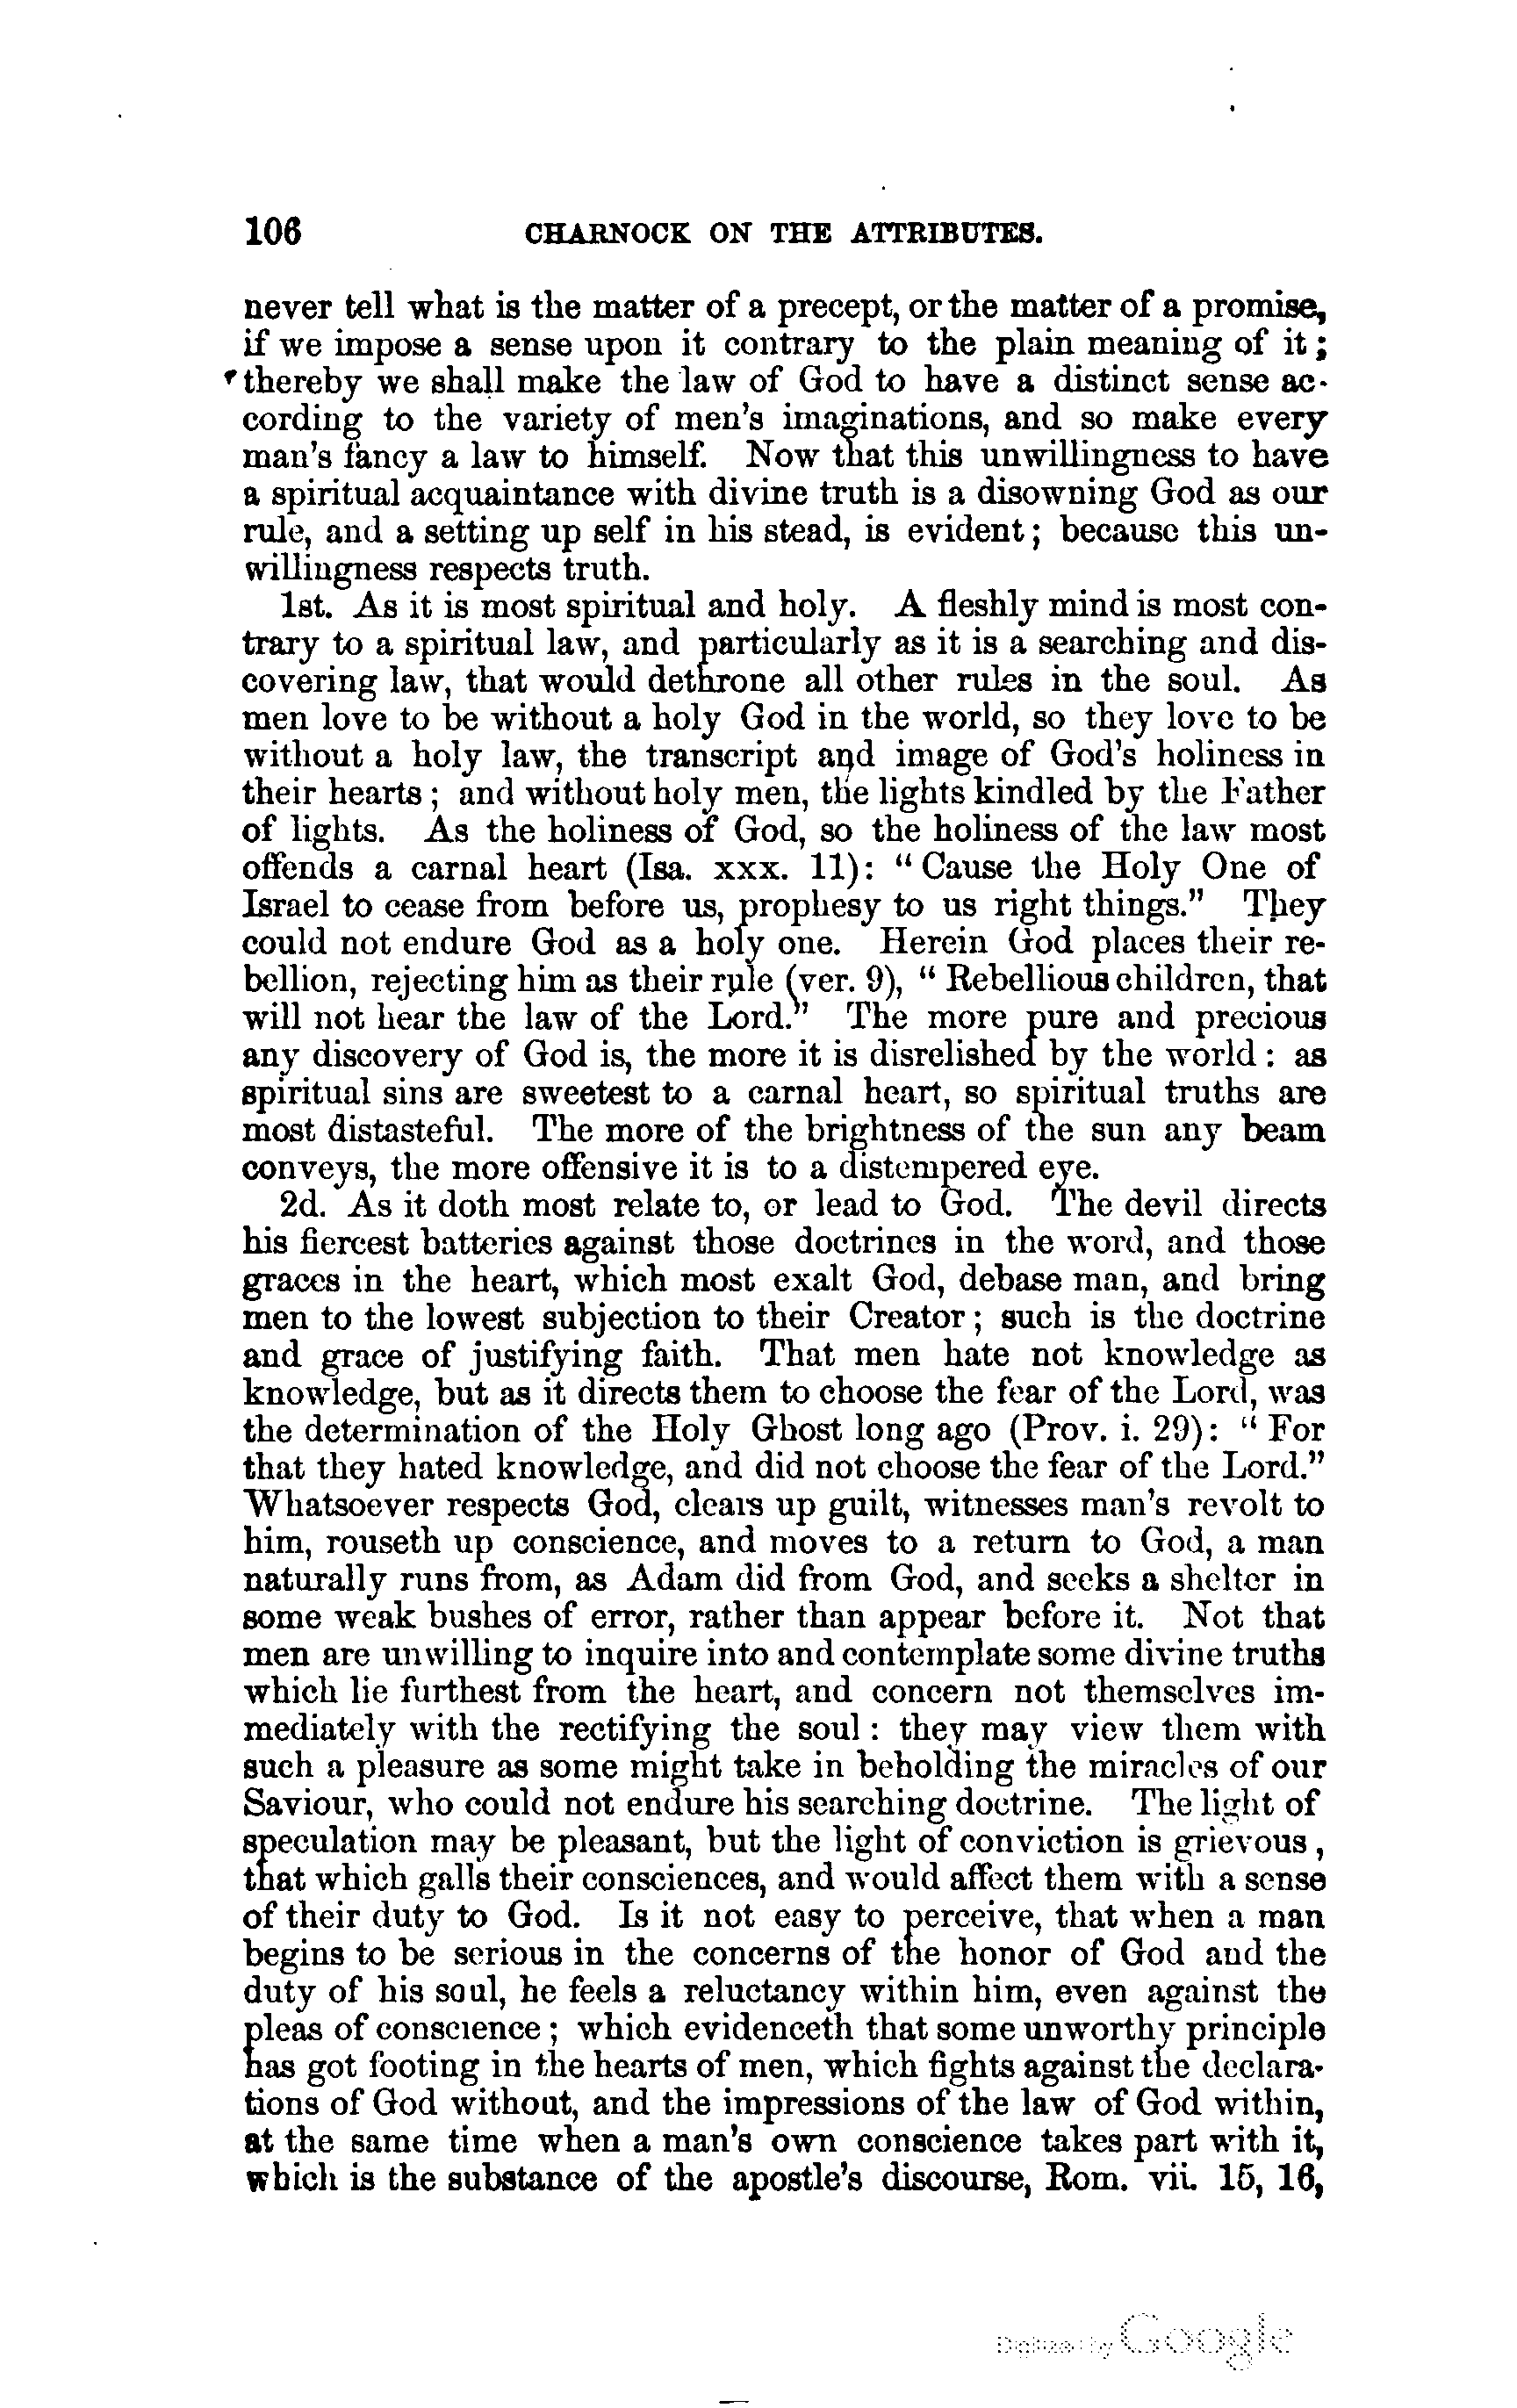 106 CHARNOCK ON THE ATTRIBUTES.
never tell what is the matter of a precept, or the matter of a promise,
if we impose a sense upon it contrary to the plain meaning of it;
thereby we shall make the law of God to have a distinct sense ac-
cording to the variety of men's imaginations, and so make every
man's fancy a law to himself. Now that this unwillingness to have
a spiritual acquaintance with divine truth is a disowning God as our
rule, and a setting up self in his stead, is evident; because this un-
willingness respects truth.
1st. As it is most spiritual and holy. A fleshly mind is most con-
trary to a spiritual law, and particularly as it is a searching and dis-
covering law, that would dethrone all other rules in the soul. As
men love to be without a holy God in the world, so they love to be
without a holy law, the transcript and image of God's holiness in
their hearts; and without holy men, the lights kindled by the Father
of lights. As the holiness of God, so the holiness of the law most
offends a carnal heart (Isa. xxx. 11): "Cause the Holy One of
Israel to cease from before us, prophesy to us right things." They
could not endure God as a holy one. Herein God places their re-
bellion, rejecting him as their rule (ver. 9), "Rebellious children, that
will not hear the law of the Lord." The more pure and precious
any discovery of God is, the more it is disrelished by the world: as
spiritual sins are sweetest to a carnal heart, so spiritual truths are
most distasteful. The more of the brightness of the sun any beam
conveys, the more offensive it is to a distempered eye.
2d. As it doth most relate to, or lead to God. The devil directs
his fiercest batteries against those doctrines in the word, and those
graces in the heart, which most exalt God, debase man, and bring
men to the lowest subjection to their Creator; such is the doctrine
and grace of justifying faith. That men hate not knowledge as
knowledge, but as it directs them to choose the fear of the Lord, was
the determination of the Holy Ghost long ago (Prov. i. 29): "For
that they hated knowledge, and did not choose the fear of the Lord."
Whatsoever respects God, clears up guilt, witnesses man's revolt to
him, rouseth up conscience, and moves to a return to God, a man
naturally runs from, as Adam did from God, and seeks a shelter in
some weak bushes of error, rather than appear before it. Not that
men are unwilling to inquire into and contemplate some divine truths
which lie furthest from the heart, and concern not themselves im-
mediately with the rectifying the soul: they may view them with
such a pleasure as some might take in beholding the miracles of our
Saviour, who could not endure his searching doctrine. The light of
speculation may be pleasant, but the light of conviction is grievous,
that which galls their consciences, and would affect them with a sense
of their duty to God. Is it not easy to perceive, that when a man
begins to be serious in the concerns of the honor of God and the
duty of his soul, he feels a reluctancy within him, even against the
pleas of conscience; which evidenceth that some unworthy principle
has got footing in the hearts of men, which fights against the declara-
tions of God without, and the impressions of the law of God within,
at the same time when a man's own conscience takes part with it,
which is the substance of the apostle's discourse, Rom. vii. 15, 16,
Digitized by Google